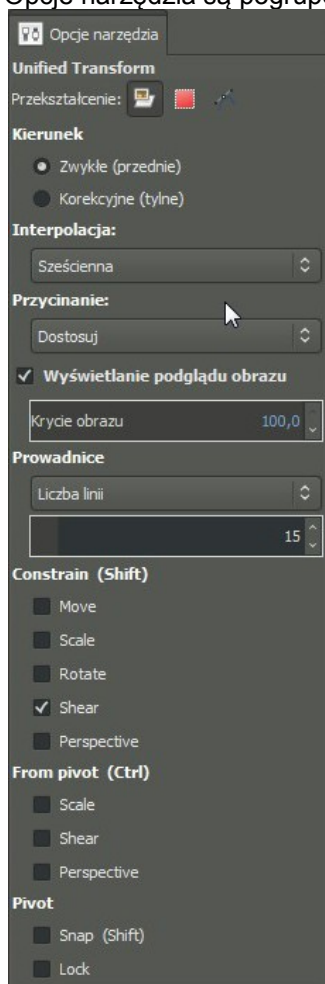 Opcje narzędzia są pogrup
Opcje narzędzia
Unified Transform
Przekształcenie:
Kierunek
Zwykłe (przednie)
Korekcyjne (tylne)
Interpolacja:
Sześcienna
Przycinanie:
Dostosuj
Wyświetlanie podglądu obrazu
Krycie obrazu 100,0
Prowadnice
Liczba linii
15
Constrain (Shift)
Move
Scale
Rotate
Shear
Perspective
From pivot (Ctrl)
Scale
Shear
Perspective
Pivot
Snap (Shift)
Lock